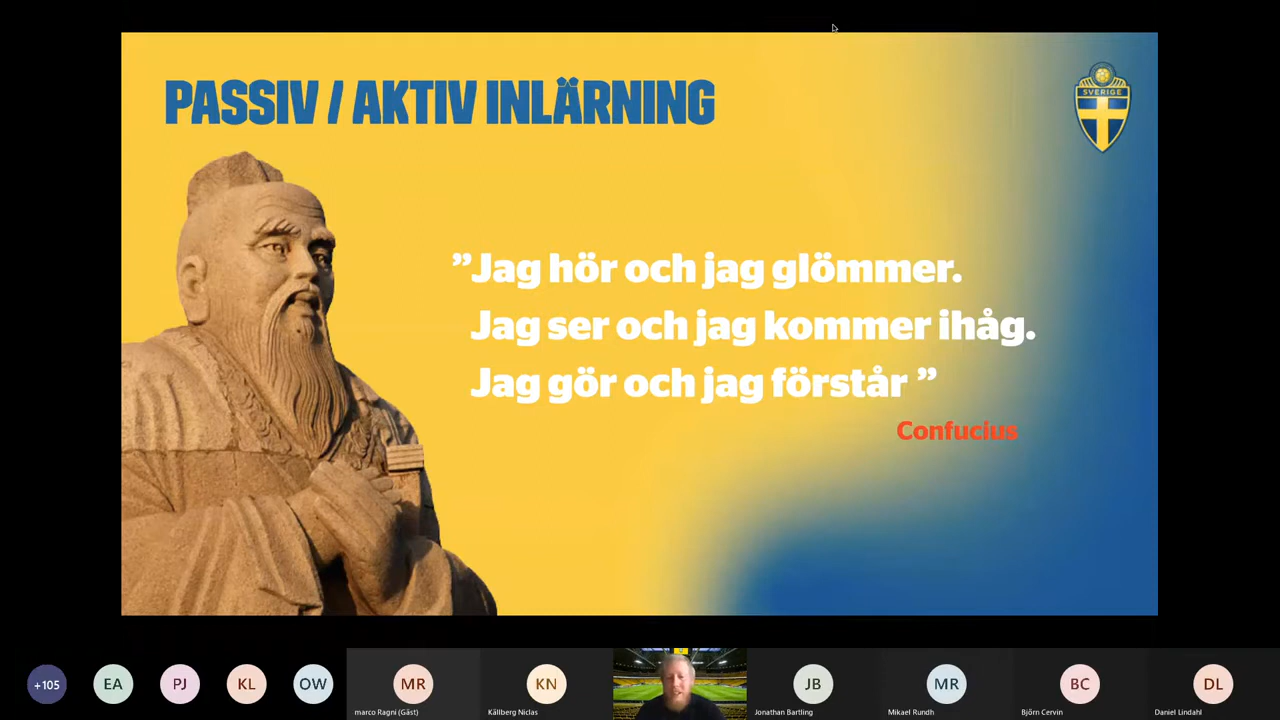 PASSIV / AKTIV INLÄRNING
SVERIGE
”Jag hör och jag glömmer.
Jag ser och jag kommer ihåg.
Jag gör och jag förstår ”
Confucius
+105
EA
PJ
KL
OW
MR
KN
JB
MR
BC
DL
marco Ragni (Gäst)
Källberg Niclas
Jonathan Bartling
Mikael Rundh
Björn Cervin
Daniel Lindahl